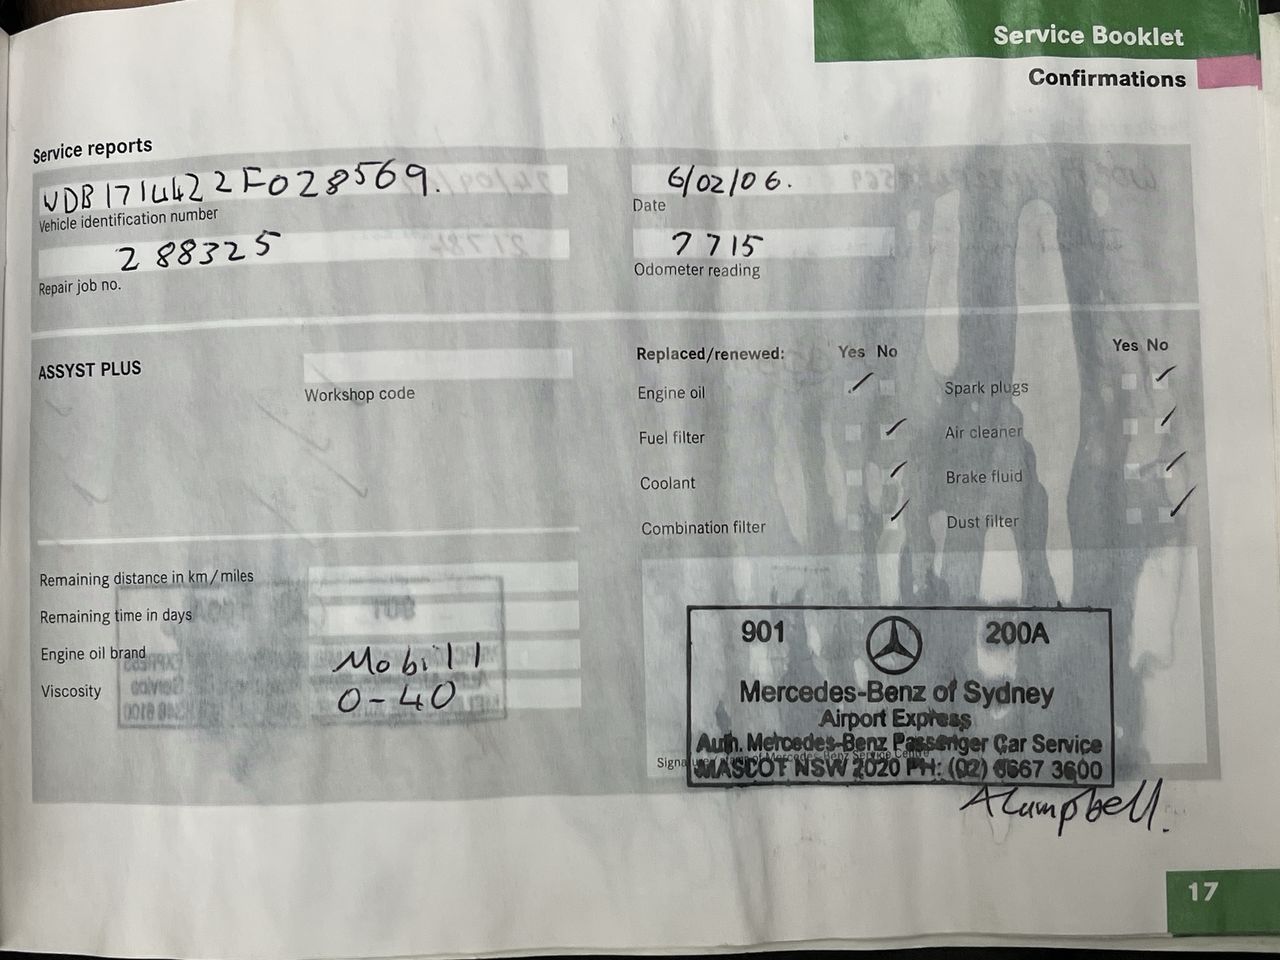 Service Booklet
Confirmations
Service reports
WDB1714422F028569.
Vehicle identification number
6/02/06.
Date
288325
Repair job no.
7715
Odometer reading
ASSYST PLUS
Workshop code
Replaced/renewed: Yes No
Yes No
Engine oil
Spark plugs
Fuel filter
Air cleaner
Coolant
Brake fluid
Combination filter
Dust filter
Remaining distance in km/miles
Remaining time in days
Engine oil brand Mobil 1
Viscosity 0-40
901 200A
Mercedes-Benz of Sydney
Airport Express
Auth. Mercedes-Benz Passenger Car Service
MASCOT NSW 2020 PH: (02) 6667 3600
ACampbell.
17